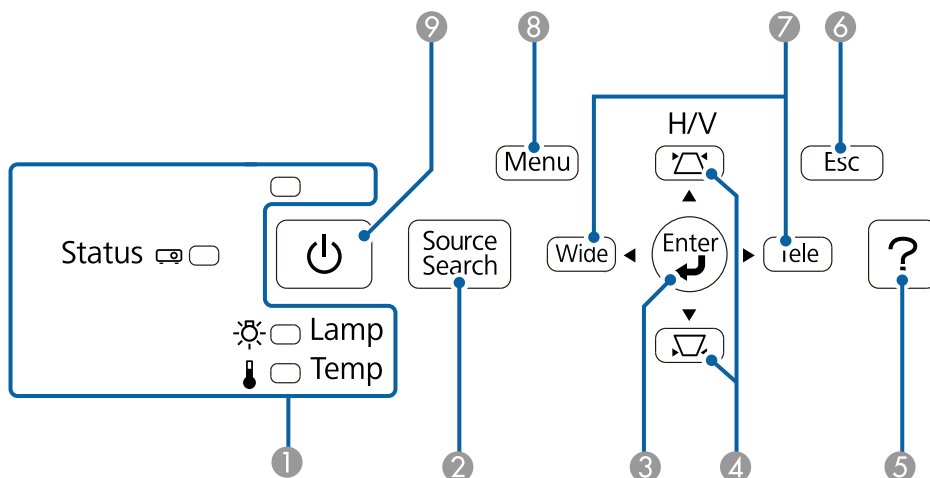 9
8
7
6
H/V
Menu
Esc
Status
Source
Search
Wide
Enter
Tele
?
Lamp
Temp
1
2
3
4
5